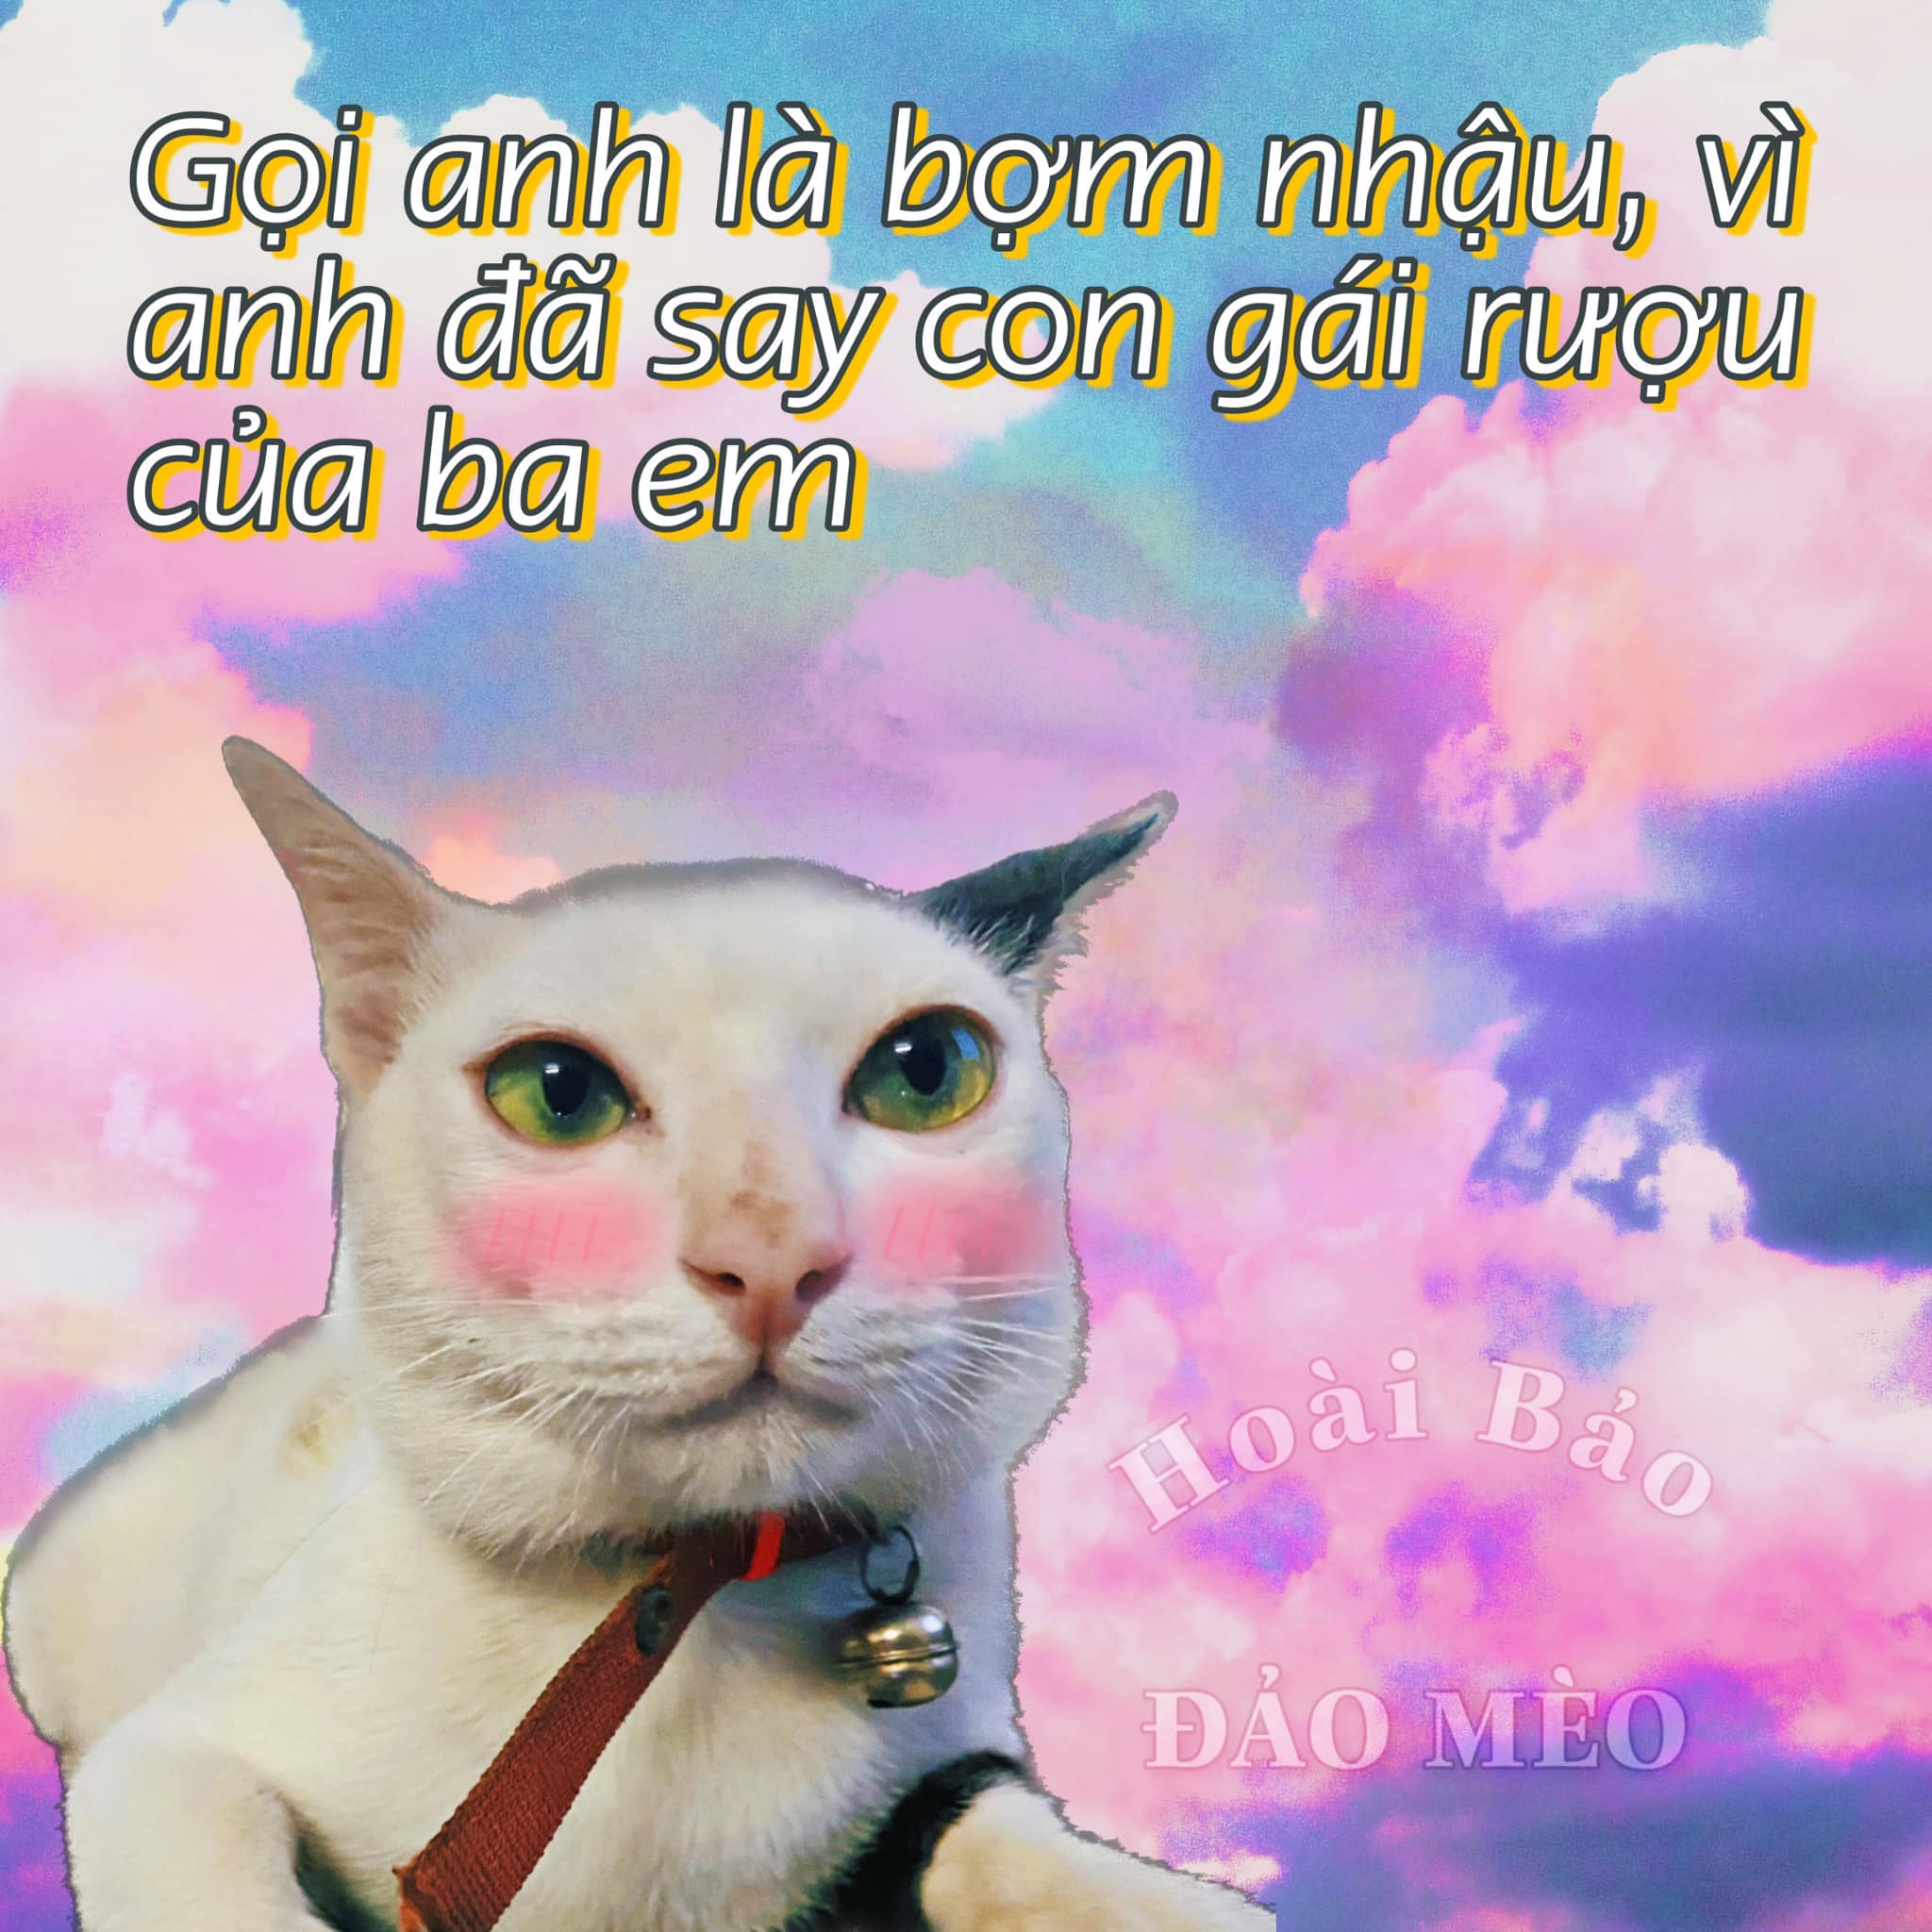 Gọi anh là bợm nhậu, vì
anh đã say con gái rượu
của ba em
Hoài Bảo
ĐẢO MÈO